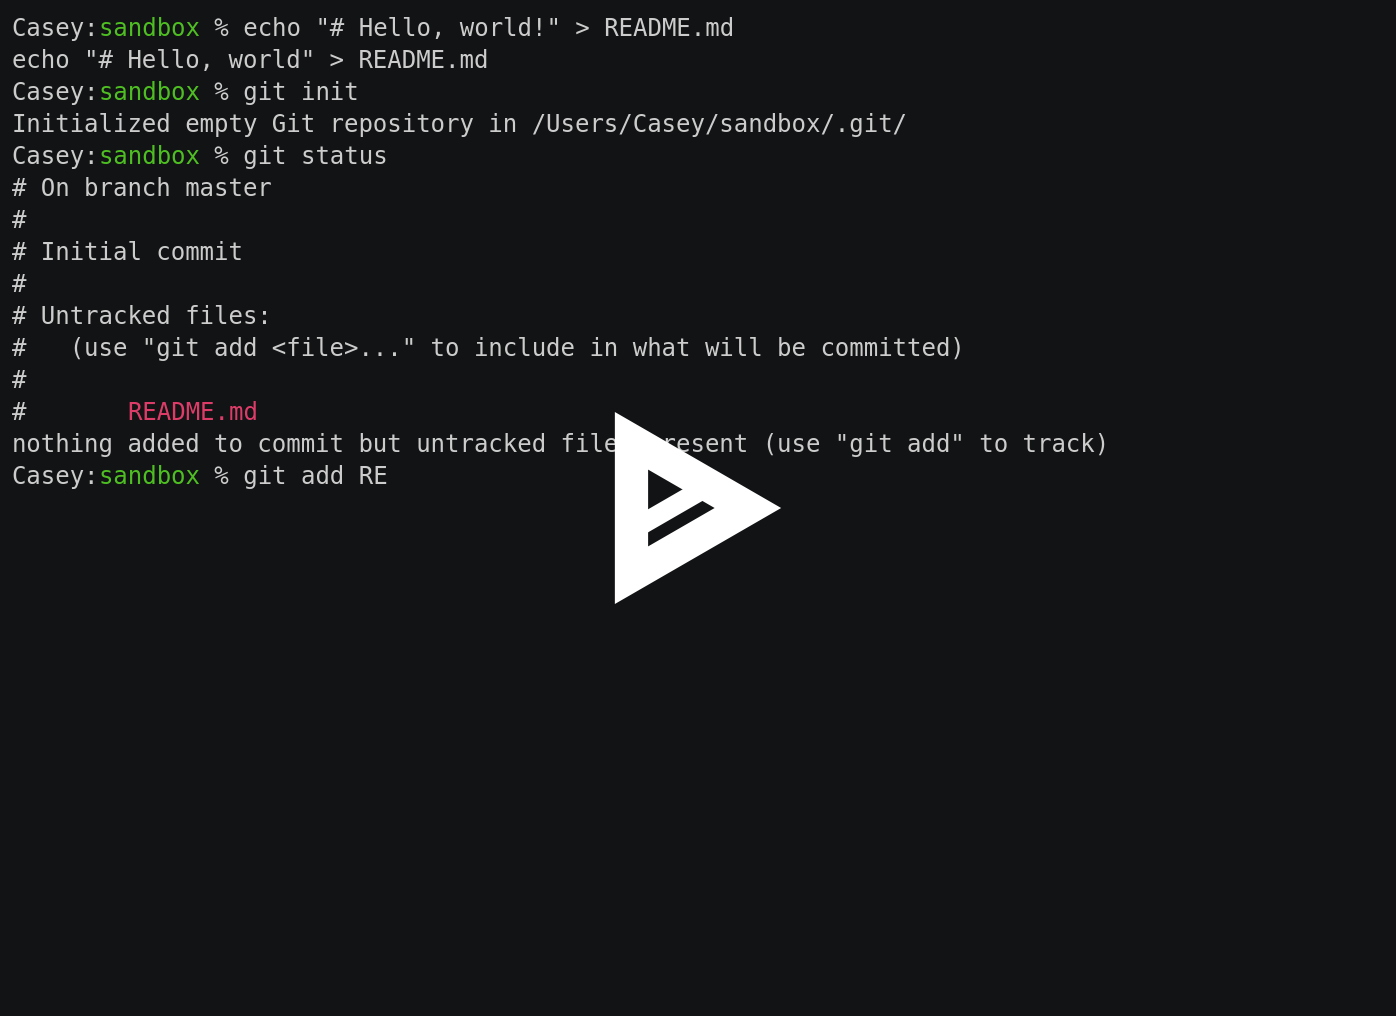 Casey:sandbox % echo "# Hello, world!" > README.md
echo "# Hello, world" > README.md
Casey:sandbox % git init
Initialized empty Git repository in /Users/Casey/sandbox/.git/
Casey:sandbox % git status
# On branch master
#
# Initial commit
#
# Untracked files:
#   (use "git add <file>..." to include in what will be committed)
#
#       README.md
nothing added to commit but untracked files present (use "git add" to track)
Casey:sandbox % git add RE